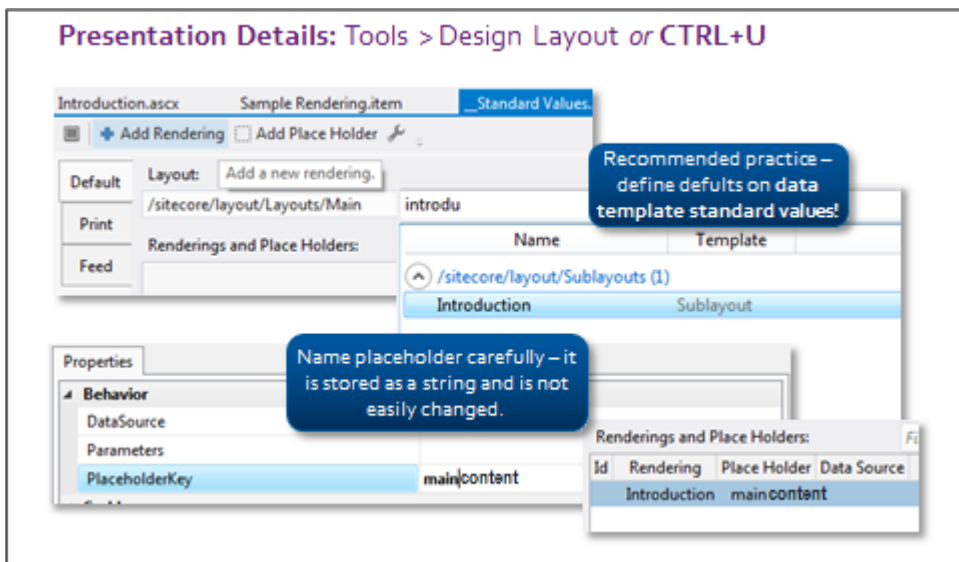 Presentation Details: Tools > Design Layout or CTRL+U
Introduction.ascx Sample Rendering.item __Standard Values.
Add Rendering Add Place Holder
Default
Print
Feed
Layout: Add a new rendering.
/sitecore/layout/Layouts/Main
Renderings and Place Holders:
Recommended practice –
define defults on data
template standard values!
introdu
Name Template
/sitecore/layout/Sublayouts (1)
Introduction Sublayout
Name placeholder carefully – it
is stored as a string and is not
easily changed.
Properties
Behavior
DataSource
Parameters
PlaceholderKey maincontent
Renderings and Place Holders:
Id Rendering Place Holder Data Source
Introduction maincontent